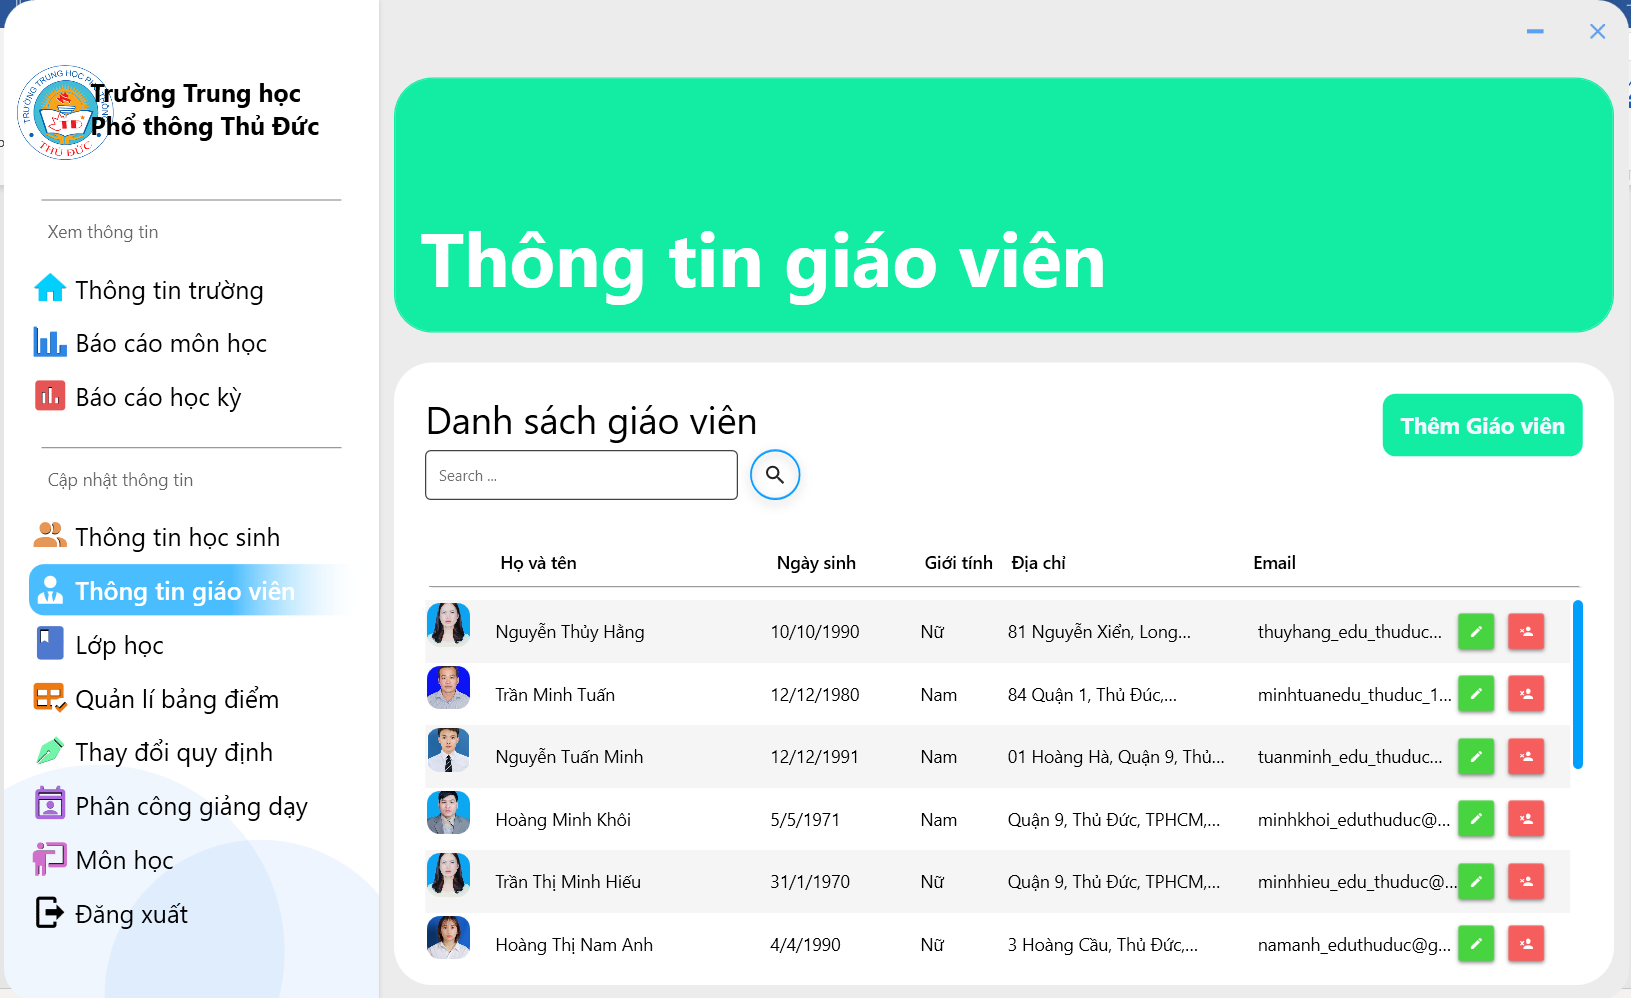 Trường Trung học
Phổ thông Thủ Đức
THỦ ĐỨC
Xem thông tin
Thông tin trường
Báo cáo môn học
Báo cáo học kỳ
Cập nhật thông tin
Thông tin học sinh
Thông tin giáo viên
Lớp học
Quản lí bảng điểm
Thay đổi quy định
Phân công giảng dạy
Môn học
Đăng xuất
Thông tin giáo viên
Danh sách giáo viên
Thêm Giáo viên
Search ...
Họ và tên Ngày sinh Giới tính Địa chỉ Email
Nguyễn Thủy Hằng 10/10/1990 Nữ 81 Nguyễn Xiển, Long... thuyhang_edu_thuduc...
Trần Minh Tuấn 12/12/1980 Nam 84 Quận 1, Thủ Đúc,... minhtuanedu_thuduc_1...
Nguyễn Tuấn Minh 12/12/1991 Nam 01 Hoàng Hà, Quận 9, Thủ... tuanminh_edu_thuduc...
Hoàng Minh Khôi 5/5/1971 Nam Quận 9, Thủ Đức, TPHCM,... minhkhoi_eduthuduc@...
Trần Thị Minh Hiếu 31/1/1970 Nữ Quận 9, Thủ Đức, TPHCM,... minhhieu_edu_thuduc@...
Hoàng Thị Nam Anh 4/4/1990 Nữ 3 Hoàng Cầu, Thủ Đức,... namanh_eduthuduc@g...